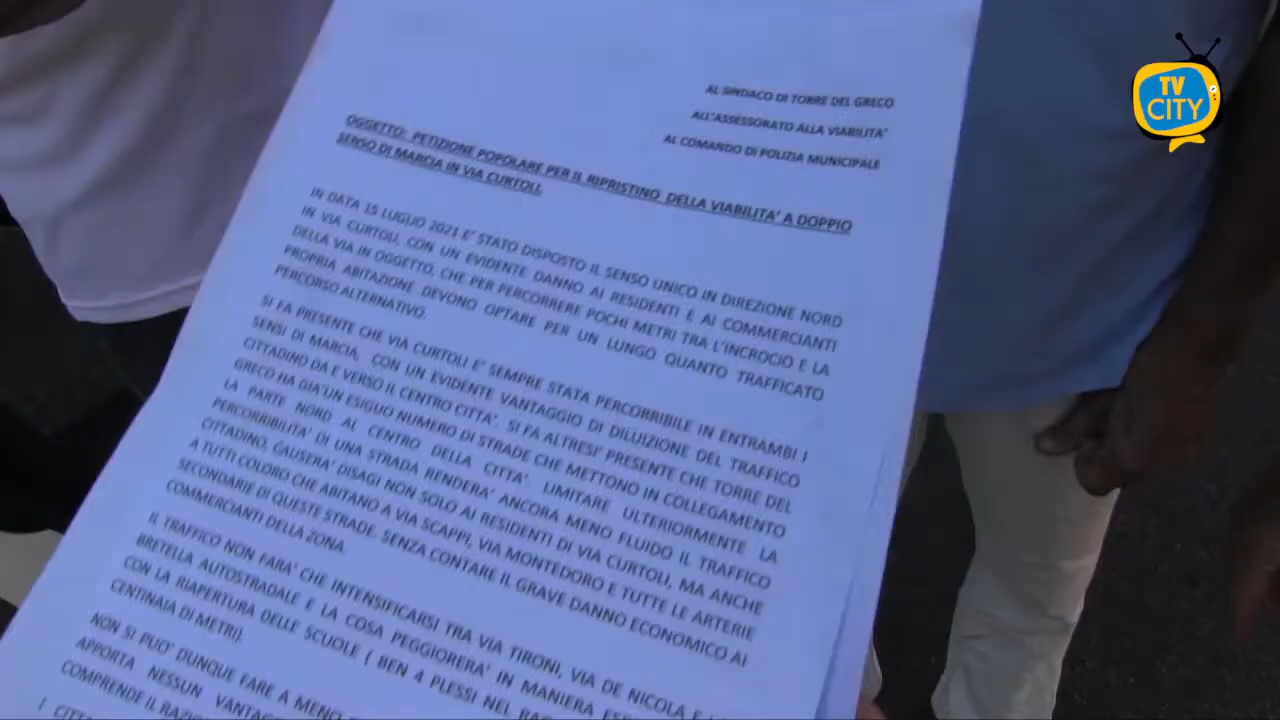 TV
CITY
AL SINDACO DI TORRE DEL GRECO
ALL'ASSESSORATO ALLA VIABILITA'
AL COMANDO DI POLIZIA MUNICIPALE
OGGETTO: PETIZIONE POPOLARE PER IL RIPRISTINO DELLA VIABILITA' A DOPPIO
SENSO DI MARCIA IN VIA CURTOLI.
IN DATA 15 LUGLIO 2021 E' STATO DISPOSTO IL SENSO UNICO IN DIREZIONE NORD
IN VIA CURTOLI, CON UN EVIDENTE DANNO AI RESIDENTI E AI COMMERCIANTI
DELLA VIA IN OGGETTO, CHE PER PERCORRERE POCHI METRI TRA L'INCROCIO E LA
PROPRIA ABITAZIONE DEVONO OPTARE PER UN LUNGO QUANTO TRAFFICATO
PERCORSO ALTERNATIVO.
SI FA PRESENTE CHE VIA CURTOLI E' SEMPRE STATA PERCORRIBILE IN ENTRAMBI I
SENSI DI MARCIA, CON UN EVIDENTE VANTAGGIO DI DILUIZIONE DEL TRAFFICO
CITTADINO DA E VERSO IL CENTRO CITTA'. SI FA ALTRESI' PRESENTE CHE TORRE DEL
GRECO HA GIA'UN ESIGUO NUMERO DI STRADE CHE METTONO IN COLLEGAMENTO
LA PARTE NORD AL CENTRO DELLA CITTA'. LIMITARE ULTERIORMENTE LA
PERCORRIBILITA' DI UNA STRADA RENDERA' ANCORA MENO FLUIDO IL TRAFFICO
CITTADINO, CAUSERA' DISAGI NON SOLO AI RESIDENTI DI VIA CURTOLI, MA ANCHE
A TUTTI COLORO CHE ABITANO A VIA SCAPPI, VIA MONTEDORO E TUTTE LE ARTERIE
SECONDARIE DI QUESTE STRADE. SENZA CONTARE IL GRAVE DANNO ECONOMICO AI
COMMERCIANTI DELLA ZONA.
IL TRAFFICO NON FARA' CHE INTENSIFICARSI TRA VIA TIRONI, VIA DE NICOLA E
BRETELLA AUTOSTRADALE E LA COSA PEGGIORERA' IN MANIERA
CON LA RIAPERTURA DELLE SCUOLE ( BEN 4 PLESSI NEL
CENTINAIA DI METRI).
NON SI PUO' DUNQUE FARE A
APPORTA NESSUN
COMPRENDE IL